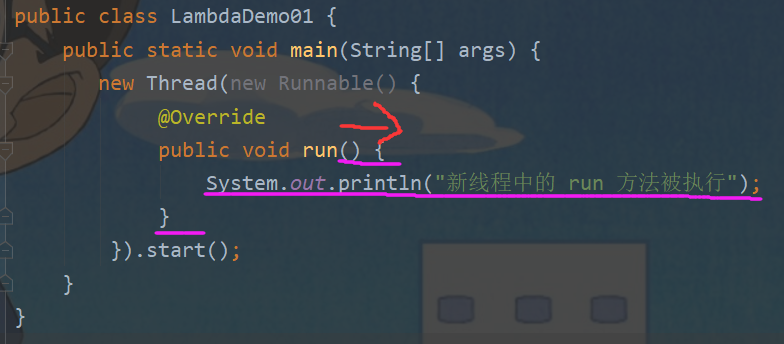 public class LambdaDemo01 {
public static void main(String[] args) {
new Thread(new Runnable() {
@Override
public void run() {
System.out.println("新线程中的 run 方法被执行");
}
}).start();
}
}